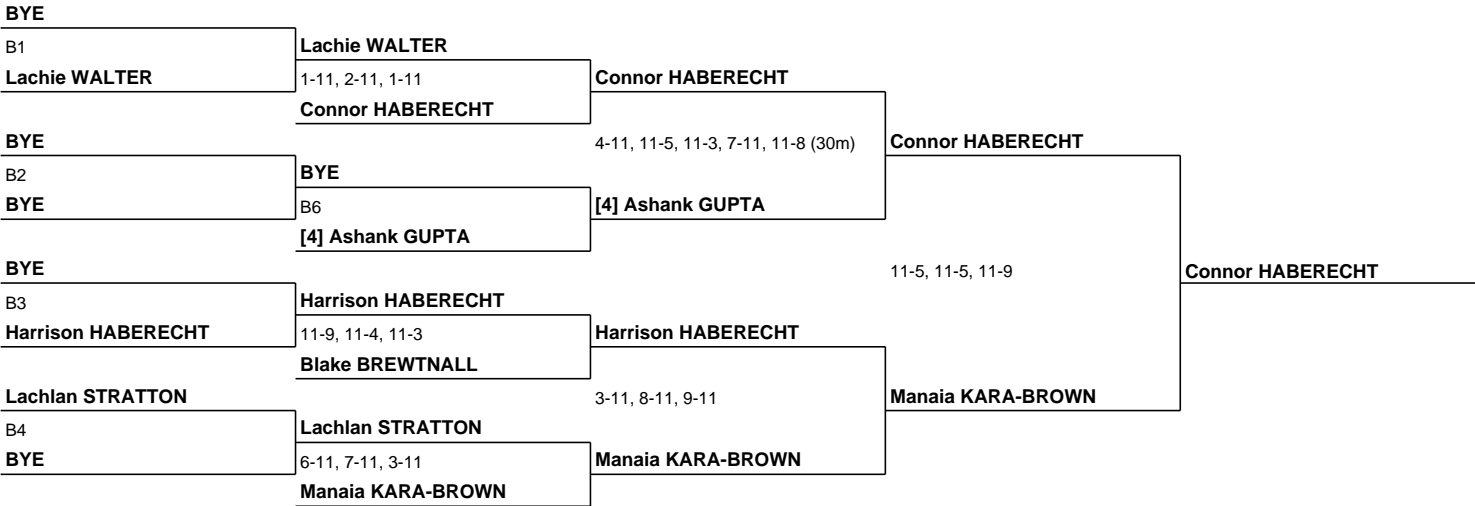 BYE
B1
Lachie WALTER
Lachie WALTER
1-11, 2-11, 1-11
Connor HABERECHT
Connor HABERECHT
BYE
B2
BYE
BYE
B6
[4] Ashank GUPTA
4-11, 11-5, 11-3, 7-11, 11-8 (30m)
[4] Ashank GUPTA
Connor HABERECHT
BYE
B3
Harrison HABERECHT
Harrison HABERECHT
11-9, 11-4, 11-3
Blake BREWTNALL
Harrison HABERECHT
Lachlan STRATTON
B4
BYE
Lachlan STRATTON
6-11, 7-11, 3-11
Manaia KARA-BROWN
3-11, 8-11, 9-11
Manaia KARA-BROWN
Manaia KARA-BROWN
11-5, 11-5, 11-9
Connor HABERECHT